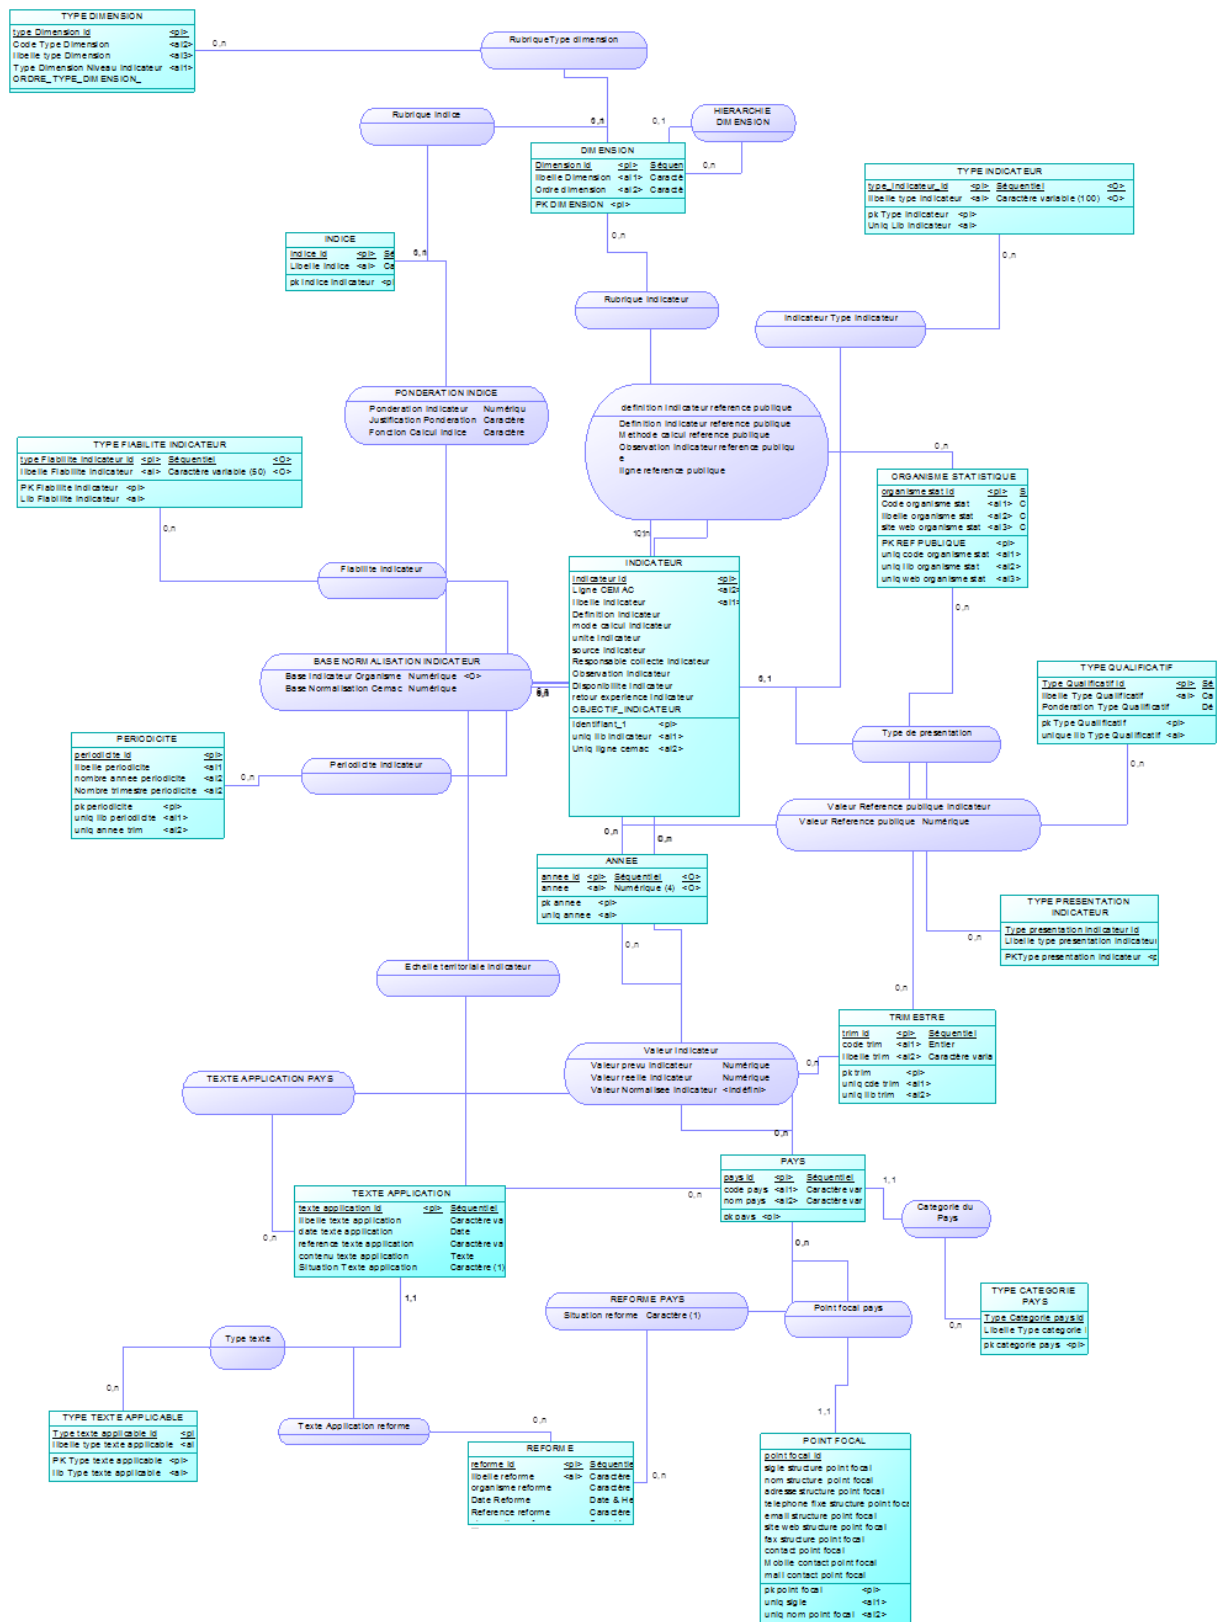 TYPE DIMENSION
type Dimension id <pi>
Code Type Dimension <ai2>
libelle type Dimension <ai3>
Type Dimension Niveau Indicateur <ai1>
ORDRE_TYPE_DIMENSION_
0,n
RubriqueType dimension
Rubrique Indice
0,1
HIERARCHIE
DIMENSION
0,n
DIMENSION
Dimension id <pi> Séquen
libelle Dimension <ai1> Caractè
Ordre dimension <ai2> Caractè
PK DIMENSION <pi>
0,n
TYPE INDICATEUR
type_indicateur_id <pi> Séquentiel <O>
libelle type indicateur <ai> Caractère variable (100) <O>
pk Type Indicateur <pi>
Uniq Lib Indicateur <ai>
0,n
INDICE
Indice id <pi> Sé
Libelle Indice <ai> Ca
pk Indice Indicateur <pi
Rubrique Indicateur
Indicateur Type Indicateur
PONDERATION INDICE
Ponderation Indicateur Numériqu
Justification Ponderation Caractère
Fonction Calcul Indice Caractère
definition Indicateur reference publique
Definition Indicateur reference publique
Methode calcul reference publique
Observation Indicateur reference publiqu
e
ligne reference publique
TYPE FIABILITE INDICATEUR
type Fiabilite Indicateur id <pi> Séquentiel <O>
libelle Fiabilite Indicateur <ai> Caractère variable (50) <O>
PK Fiabilite Indicateur <pi>
Lib Fiabilite Indicateur <ai>
0,n
0,n
ORGANISME STATISTIQUE
organisme stat id <pi> S
Code organisme stat <ai1> C
libelle organisme stat <ai2> C
site web organisme stat <ai3> C
PK REF PUBLIQUE <pi>
uniq code organisme stat <ai1>
uniq lib organisme stat <ai2>
uniq web organisme stat <ai3>
0,n
Fiabilite Indicateur
INDICATEUR
Indicateur id <pi>
Ligne CEMAC <ai2>
libelle Indicateur <ai1>
Definition Indicateur
mode calcul Indicateur
unite Indicateur
source Indicateur
Responsable collecte Indicateur
Observation Indicateur
Disponibilite Indicateur
retour experience Indicateur
OBJECTIF_INDICATEUR
Identifiant_1 <pi>
uniq lib Indicateur <ai1>
Uniq ligne cemac <ai2>
BASE NORMALISATION INDICATEUR
Base Indicateur Organisme Numérique <O>
Base Normalisation Cemac Numérique
TYPE QUALIFICATIF
Type Qualificatif id <pi> Sé
libelle Type Qualificatif <ai> Ca
Ponderation Type Qualificatif Dé
pk Type Qualificatif <pi>
unique lib Type Qualificatif <ai>
0,n
PERIODICITE
periodicite id <pi>
libelle periodicite <ai1
nombre annee periodicite <ai2
Nombre trimestre periodicite <ai2
pk periodicite <pi>
uniq lib periodicite <ai1>
uniq annee trim <ai2>
0,n
Periodicite Indicateur
Type de presentation
Valeur Reference publique Indicateur
Valeur Reference publique Numérique
0,n
ANNEE
annee id <pi> Séquentiel <O>
annee <ai> Numérique (4) <O>
pk annee <pi>
uniq annee <ai>
0,n
TYPE PRESENTATION
INDICATEUR
Type presentation Indicateur id
Libelle type presentation Indicateur
PKType presentation Indicateur <p
0,n
Echelle territoriale Indicateur
0,n
TRIMESTRE
trim id <pi> Séquentiel
code trim <ai1> Entier
libelle trim <ai2> Caractère varia
pk trim <pi>
uniq cde trim <ai1>
uniq lib trim <ai2>
Valeur Indicateur
Valeur prevu Indicateur Numérique
Valeur reelle Indicateur Numérique
Valeur Normalisee Indicateur <Indéfini>
0,n
TEXTE APPLICATION PAYS
0,n
PAYS
pays id <pi> Séquentiel
code pays <ai1> Caractère var
nom pays <ai2> Caractère var
pk pays <pi>
0,n
1,1
0,n
Categorie du
Pays
TEXTE APPLICATION
texte application id <pi> Séquentiel
libelle texte application Caractère va
date texte application Date
reference texte application Caractère va
contenu texte application Texte
Situation Texte application Caractère (1)
0,n
1,1
REFORME PAYS
Situation reforme Caractère (1)
Point focal pays
TYPE CATEGORIE
PAYS
Type Categorie pays id
Libelle Type categorie
pk categorie pays <pi>
0,n
Type texte
0,n
TYPE TEXTE APPLICABLE
Type texte applicable id <pi
libelle type texte applicable <ai
PK Type texte applicable <pi>
lib Type texte applicable <ai>
Texte Application reforme
0,n
REFORME
reforme id <pi> Séquentie
libelle reforme <ai> Caractère
organisme reforme Caractère
Date Reforme Date & He
Reference reforme Caractère
0,n
1,1
POINT FOCAL
point focal id
sigle structure point focal
nom structure point focal
adresse structure point focal
telephone fixe structure point foca
email structure point focal
site web structure point focal
fax structure point focal
contact point focal
Mobile contact point focal
mail contact point focal
pk point focal <pi>
uniq sigle <ai1>
uniq nom point focal <ai2>